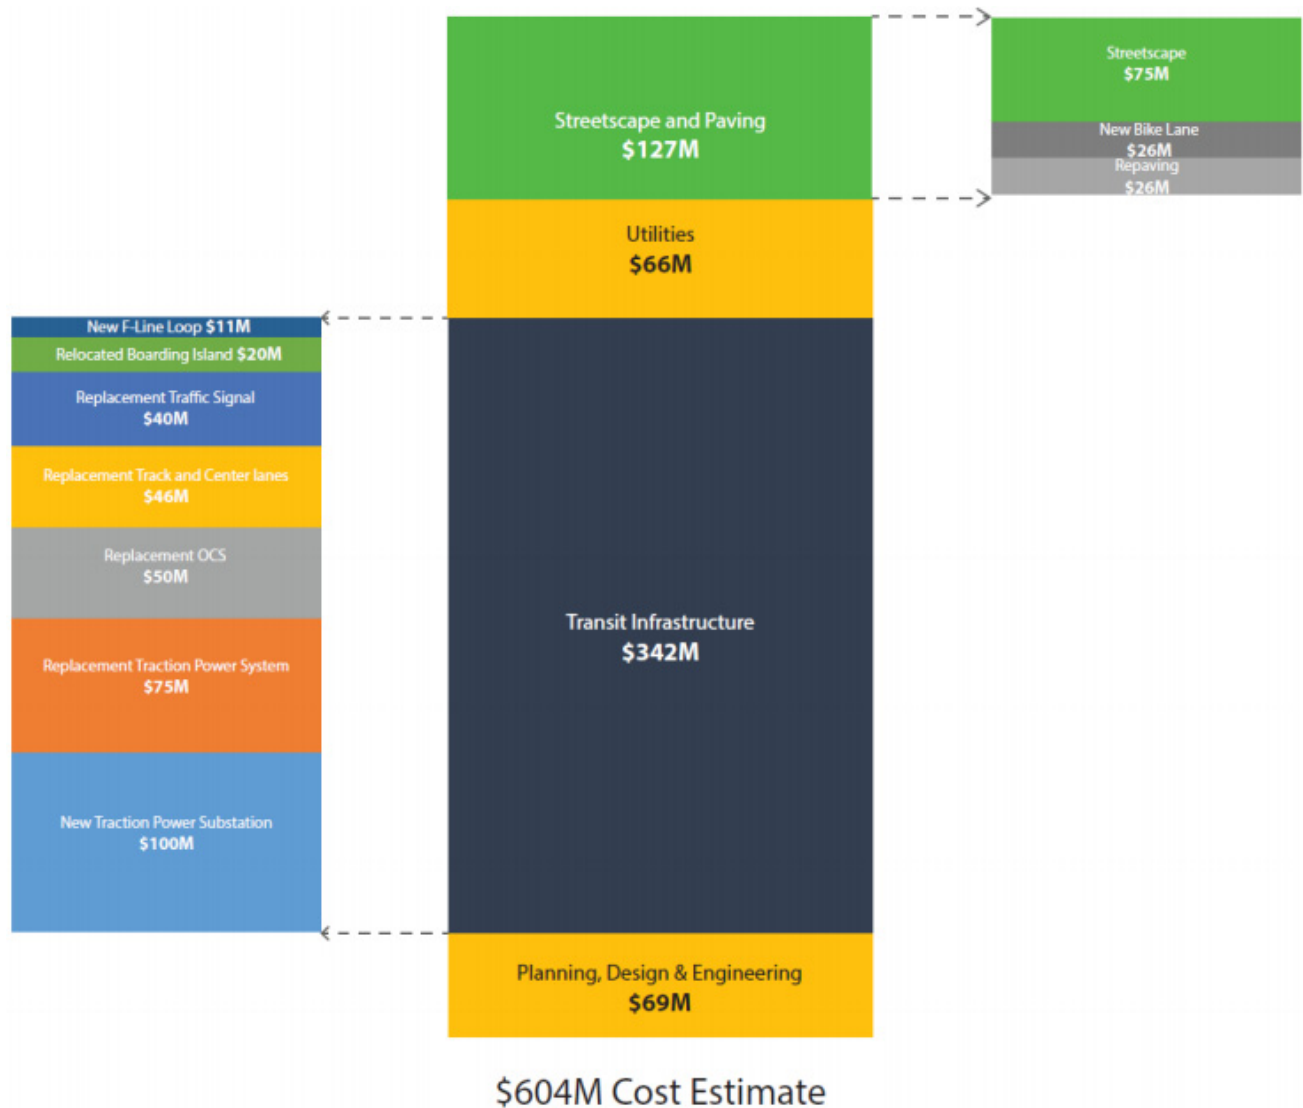 Streetscape and Paving
$127M
Utilities
$66M
Transit Infrastructure
$342M
Planning, Design & Engineering
$69M
Streetscape
$75M
New Bike Lane
$26M
Repaving
$26M
New F-Line Loop $11M
Relocated Boarding Island $20M
Replacement Traffic Signal
$40M
Replacement Track and Center lanes
$46M
Replacement OCS
$50M
Replacement Traction Power System
$75M
New Traction Power Substation
$100M
$604M Cost Estimate